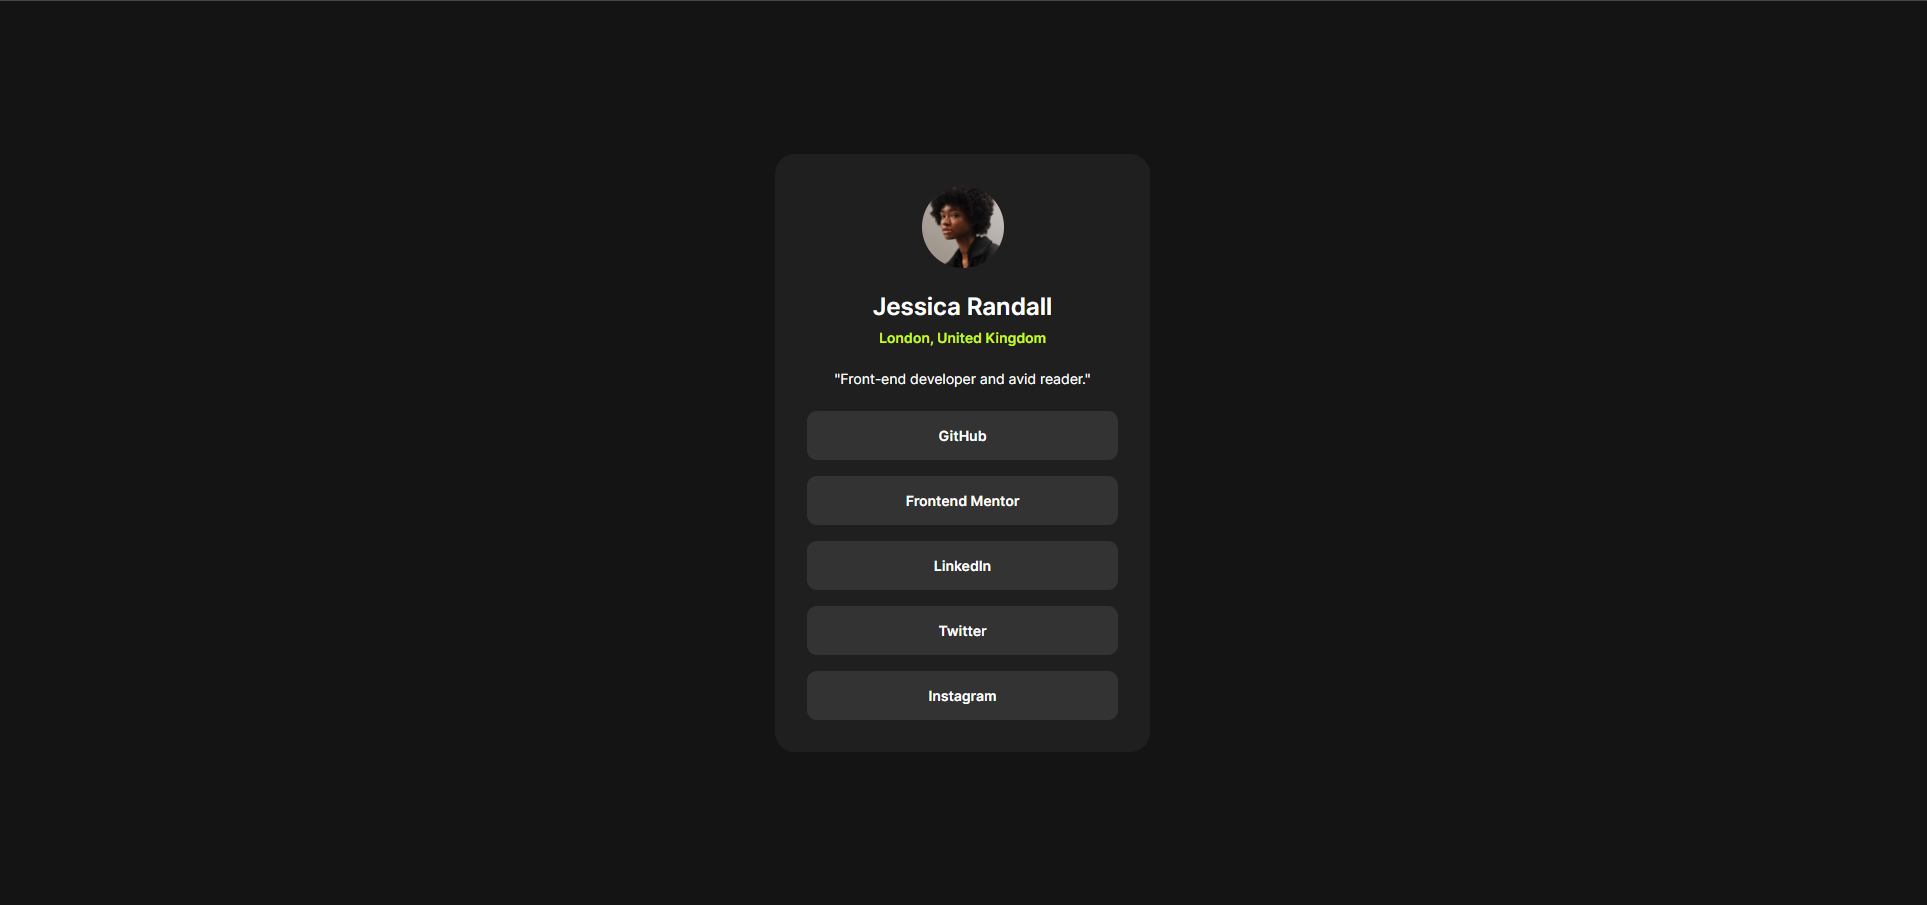 Jessica Randall
London, United Kingdom
"Front-end developer and avid reader."
GitHub
Frontend Mentor
LinkedIn
Twitter
Instagram